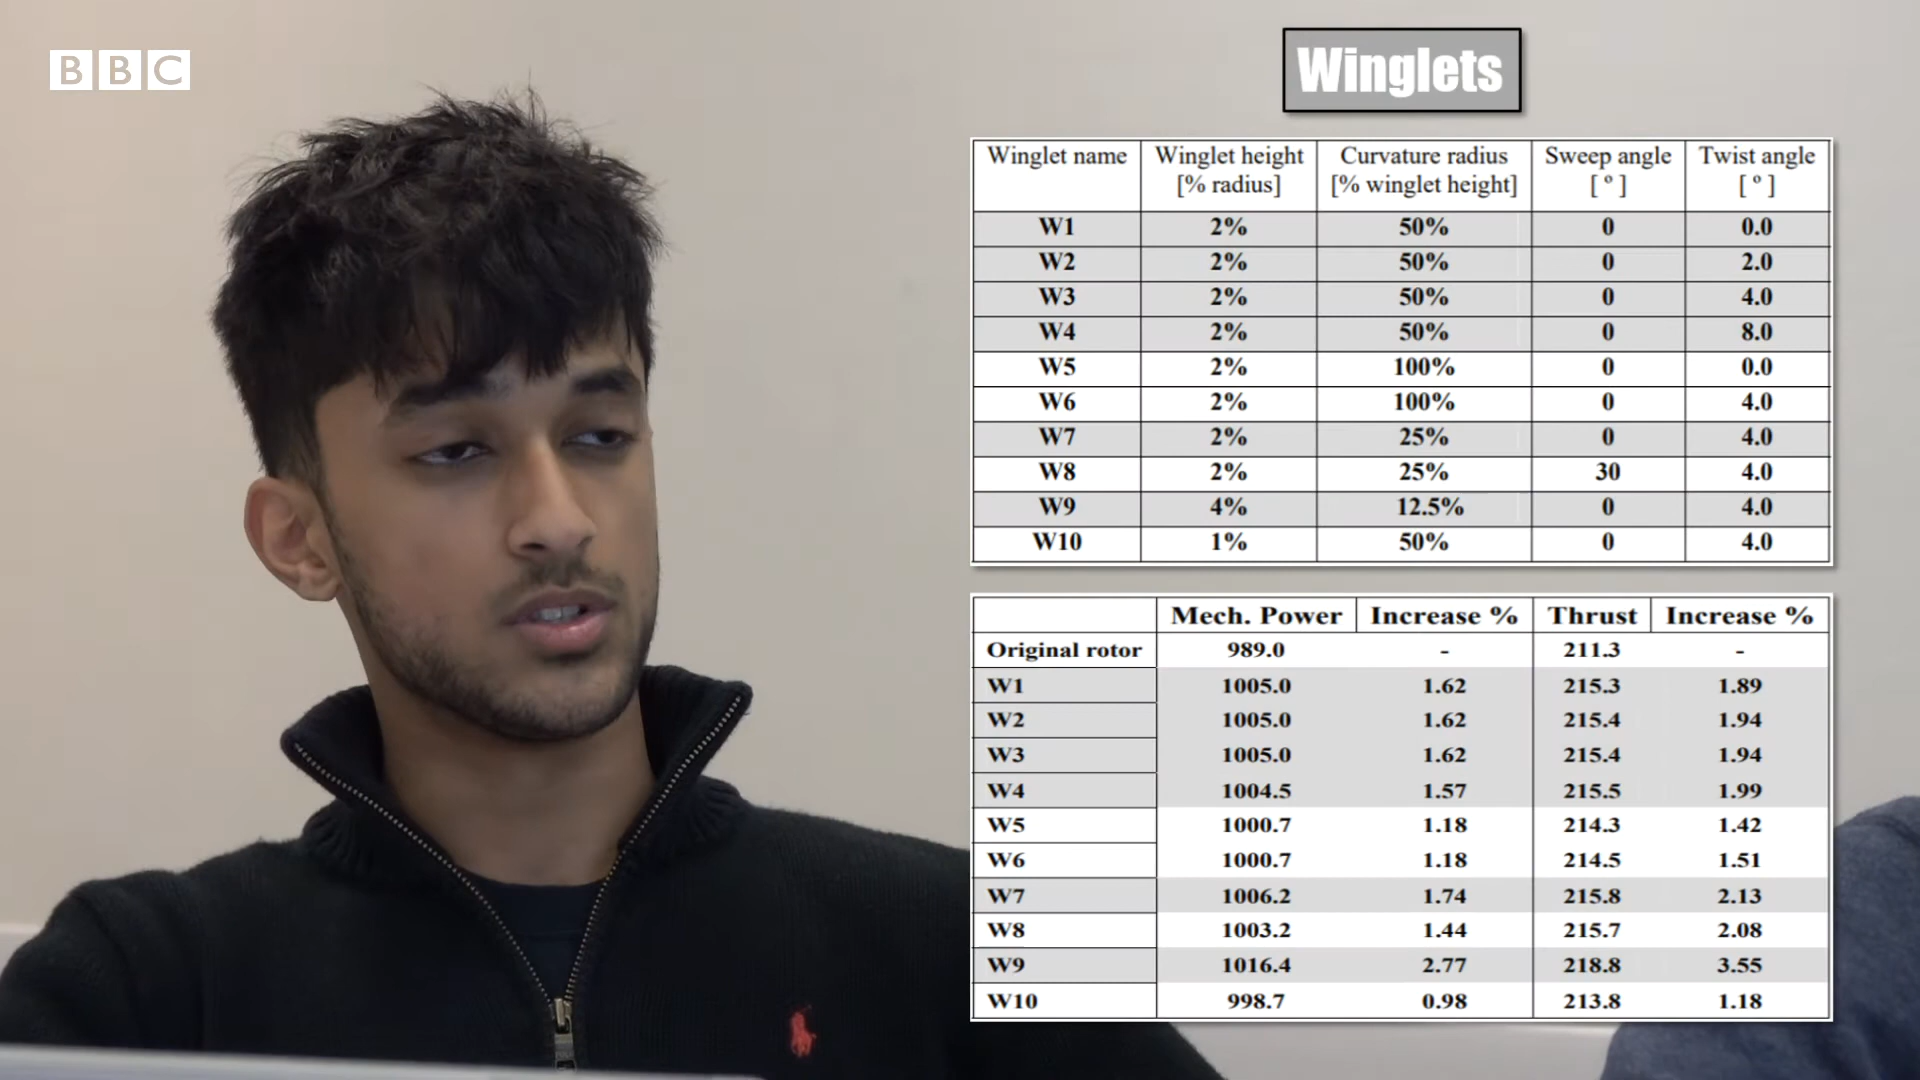 BBC
Winglets
Winglet name Winglet height [% radius] Curvature radius [% winglet height] Sweep angle [ º ] Twist angle [ º ]
W1 2% 50% 0 0.0
W2 2% 50% 0 2.0
W3 2% 50% 0 4.0
W4 2% 50% 0 8.0
W5 2% 100% 0 0.0
W6 2% 100% 0 4.0
W7 2% 25% 0 4.0
W8 2% 25% 30 4.0
W9 4% 12.5% 0 4.0
W10 1% 50% 0 4.0
Mech. Power Increase % Thrust Increase %
Original rotor 989.0 - 211.3 -
W1 1005.0 1.62 215.3 1.89
W2 1005.0 1.62 215.4 1.94
W3 1005.0 1.62 215.4 1.94
W4 1004.5 1.57 215.5 1.99
W5 1000.7 1.18 214.3 1.42
W6 1000.7 1.18 214.5 1.51
W7 1006.2 1.74 215.8 2.13
W8 1003.2 1.44 215.7 2.08
W9 1016.4 2.77 218.8 3.55
W10 998.7 0.98 213.8 1.18